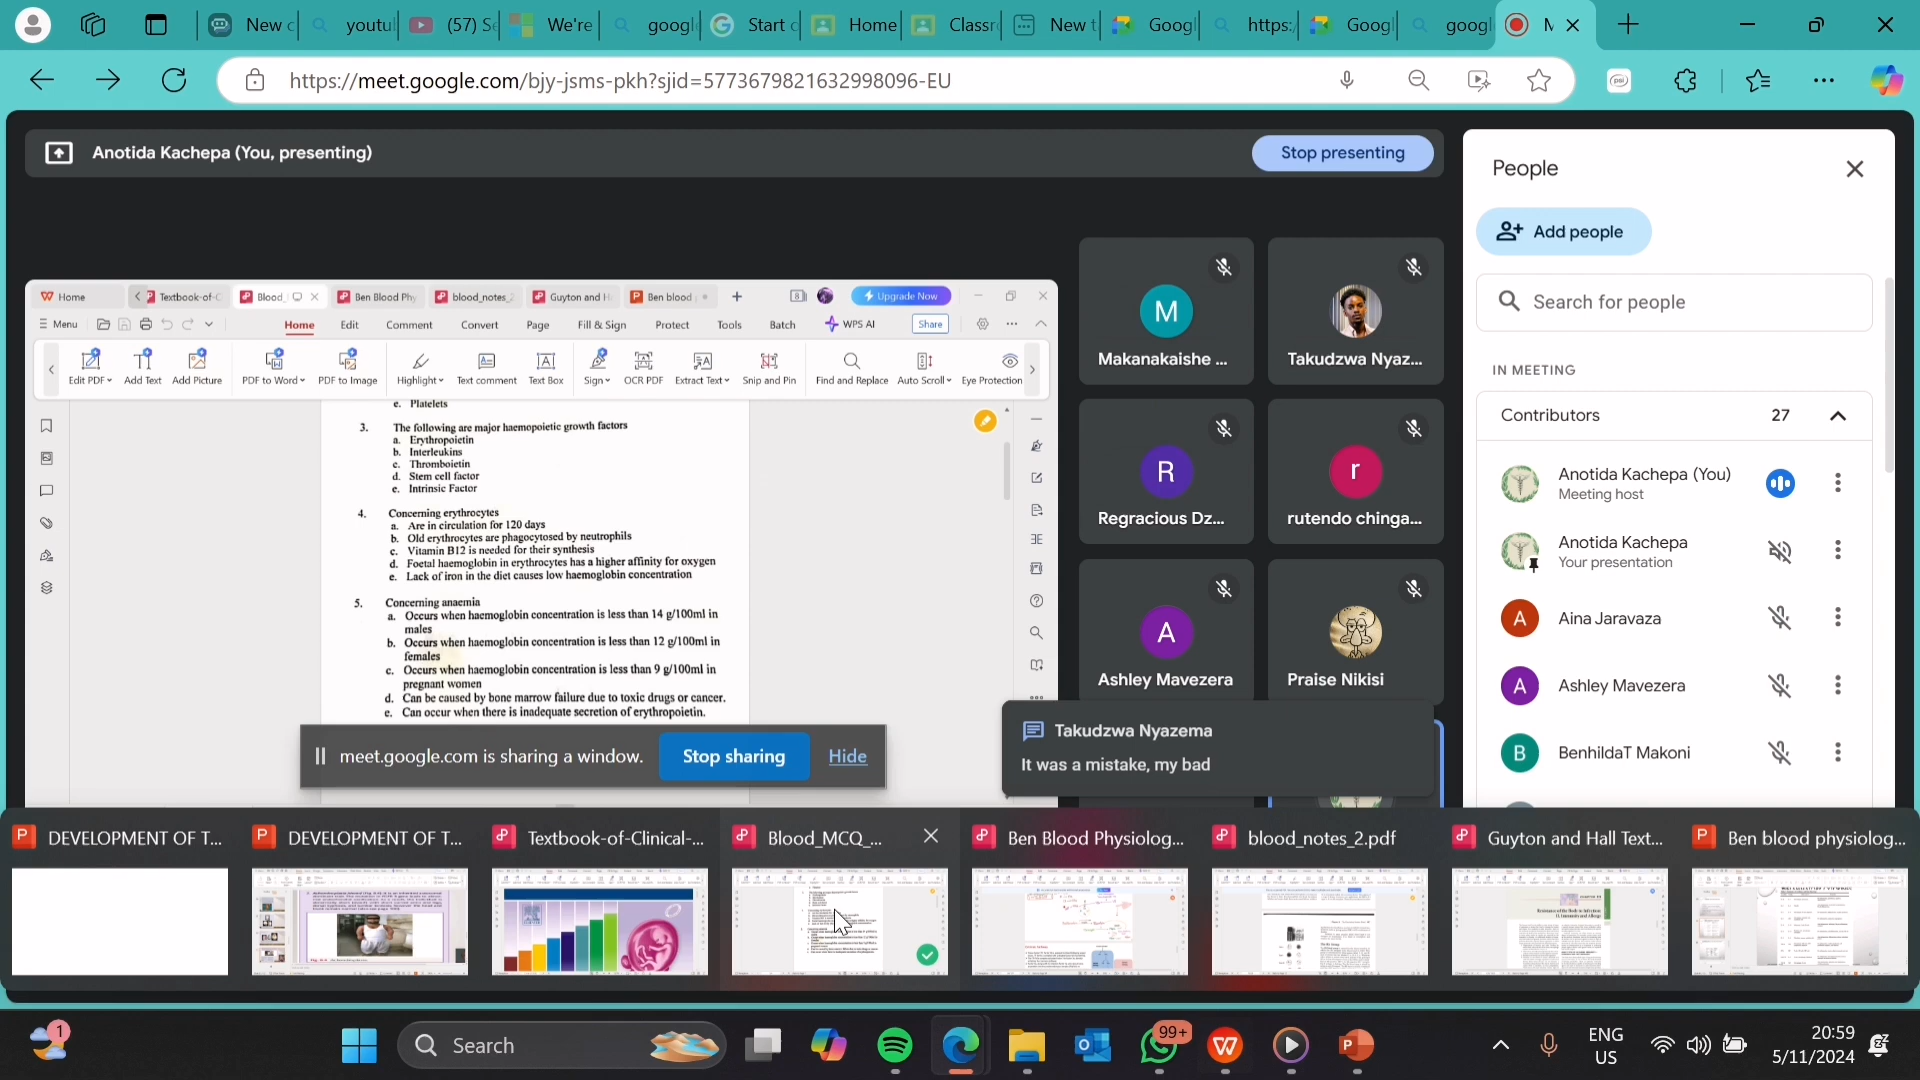 New c
youtul
(57) Se
We're
googl
Start c
Home
Classr
New t
Googl
https:/
Googl
googl
M
https://meet.google.com/bjy-jsms-pkh?sjid=5773679821632998096-EU
Anotida Kachepa (You, presenting)
Stop presenting
People
Add people
Search for people
IN MEETING
Contributors 27
Anotida Kachepa (You)
Meeting host
Anotida Kachepa
Your presentation
Aina Jaravaza
Ashley Mavezera
BenhildaT Makoni
Home
Textbook-of-C
Blood_
Ben Blood Phy
blood_notes_2
Guyton and H
Ben blood
Upgrade Now
Menu
Home Edit Comment Convert Page Fill & Sign Protect Tools Batch WPS AI Share
Edit PDF Add Text Add Picture PDF to Word PDF to Image Highlight Text comment Text Box Sign OCR PDF Extract Text Snip and Pin Find and Replace Auto Scroll Eye Protection
e. Platelets
3. The following are major haemopoietic growth factors
a. Erythropoietin
b. Interleukins
c. Thromboietin
d. Stem cell factor
e. Intrinsic Factor
4. Concerning erythrocytes
a. Are in circulation for 120 days
b. Old erythrocytes are phagocytosed by neutrophils
c. Vitamin B12 is needed for their synthesis
d. Foetal haemoglobin in erythrocytes has a higher affinity for oxygen
e. Lack of iron in the diet causes low haemoglobin concentration
5. Concerning anaemia
a. Occurs when haemoglobin concentration is less than 14 g/100ml in
males
b. Occurs when haemoglobin concentration is less than 12 g/100ml in
females
c. Occurs when haemoglobin concentration is less than 9 g/100ml in
pregnant women
d. Can be caused by bone marrow failure due to toxic drugs or cancer.
e. Can occur when there is inadequate secretion of erythropoietin.
M
Makanakaishe ...
Takudzwa Nyaz...
R
Regracious Dz...
r
rutendo chinga...
A
Ashley Mavezera
Praise Nikisi
A
A
B
meet.google.com is sharing a window.
Stop sharing
Hide
Takudzwa Nyazema
It was a mistake, my bad
DEVELOPMENT OF T...
DEVELOPMENT OF T...
Textbook-of-Clinical-...
Blood_MCQ_...
Ben Blood Physiolog...
blood_notes_2.pdf
Guyton and Hall Text...
Ben blood physiolog...
1
Search
99+
ENG
US
20:59
5/11/2024